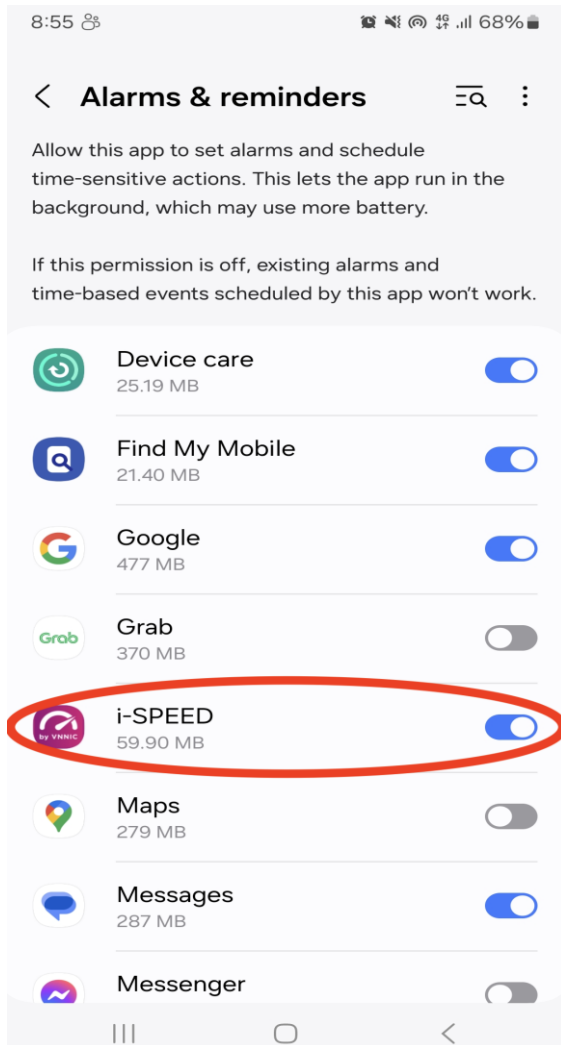 8:55
4G
68%
Alarms & reminders
Allow this app to set alarms and schedule
time-sensitive actions. This lets the app run in the
background, which may use more battery.
If this permission is off, existing alarms and
time-based events scheduled by this app won't work.
Device care
25.19 MB
Find My Mobile
21.40 MB
Google
477 MB
Grab
Grab
370 MB
by VNNIC
i-SPEED
59.90 MB
Maps
279 MB
Messages
287 MB
Messenger